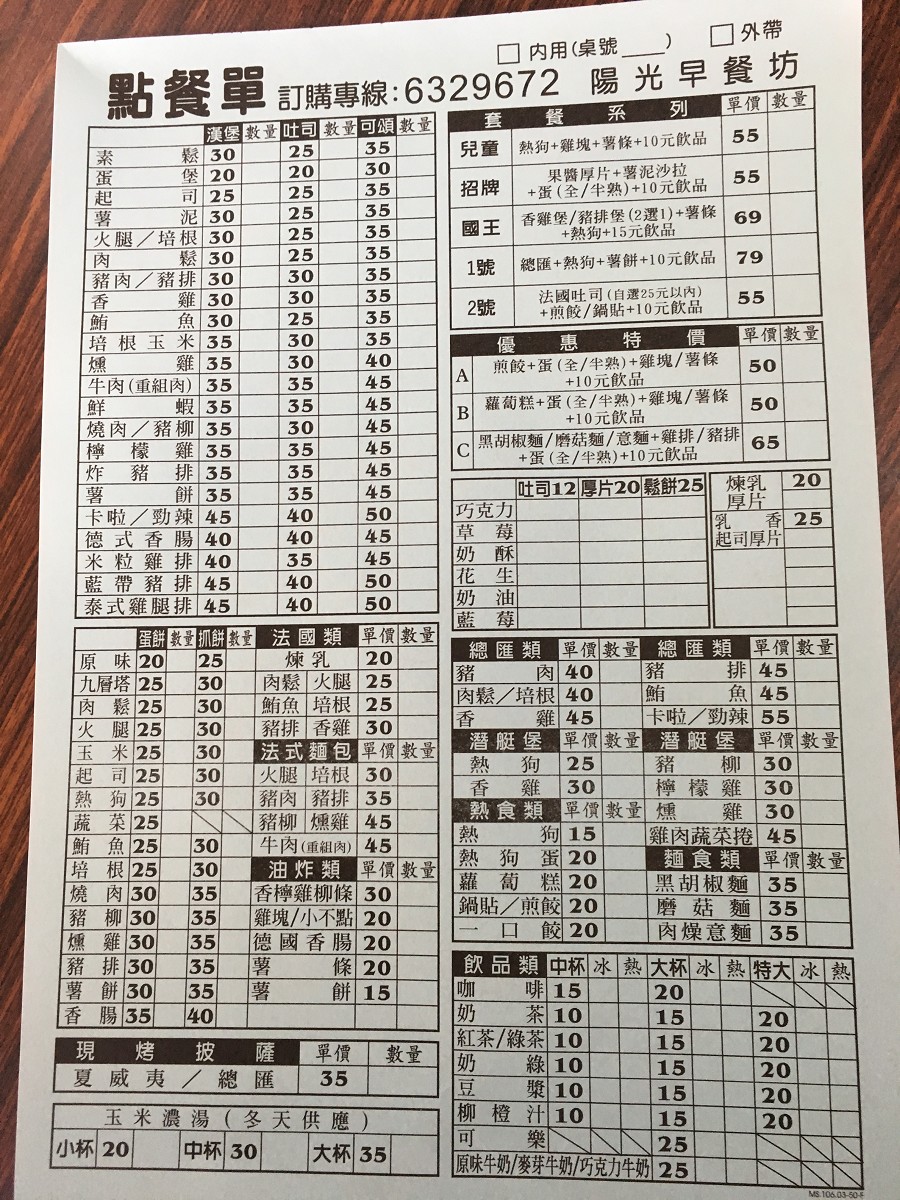 □ 內用(桌號____) □ 外帶
點餐單 訂購專線:6329672 陽光早餐坊
漢堡 數量 吐司 數量 可頌 數量
素鬆 30 25 35
蛋堡 20 20 30
起司 25 25 35
薯泥 30 25 35
火腿/培根 30 25 35
肉鬆 30 25 35
豬肉/豬排 30 30 35
香雞 30 30 35
鮪魚 30 25 35
培根玉米 35 30 35
燻雞 35 30 40
牛肉(重組肉) 35 35 45
鮮蝦 35 35 45
燒肉/豬柳 35 30 45
檸檬雞 35 35 45
炸豬排 35 35 45
薯餅 35 35 45
卡啦/勁辣 45 40 50
德式香腸 40 40 45
米粒雞排 40 35 45
藍帶豬排 45 40 50
泰式雞腿排 45 40 50
蛋餅 數量 抓餅 數量
原味 20 25
九層塔 25 30
肉鬆 25 30
火腿 25 30
玉米 25 30
起司 25 30
熱狗 25 30
蔬菜 25
鮪魚 25 30
培根 25 30
燒肉 30 35
豬柳 30 35
燻雞 30 35
豬排 30 35
薯餅 30 35
香腸 35 40
法國類 單價 數量
煉乳 20
肉鬆 火腿 25
鮪魚 培根 25
豬排 香雞 30
法式麵包 單價 數量
火腿 培根 30
豬肉 豬排 35
豬柳 燻雞 45
牛肉(重組肉) 45
油炸類 單價 數量
香檸雞柳條 30
雞塊/小不點 20
德國香腸 20
薯條 20
薯餅 15
現烤披薩 單價 數量
夏威夷/總匯 35
玉米濃湯(冬天供應)
小杯 20 中杯 30 大杯 35
套餐系列 單價 數量
兒童 熱狗+雞塊+薯條+10元飲品 55
招牌 果醬厚片+薯泥沙拉
+蛋(全/半熟)+10元飲品 55
國王 香雞堡/豬排堡(2選1)+薯條
+熱狗+15元飲品 69
1號 總匯+熱狗+薯餅+10元飲品 79
2號 法國吐司(自選25元以內)
+煎餃/鍋貼+10元飲品 55
優惠特價 單價 數量
A 煎餃+蛋(全/半熟)+雞塊/薯條
+10元飲品 50
B 蘿蔔糕+蛋(全/半熟)+雞塊/薯條
+10元飲品 50
C 黑胡椒麵/磨菇麵/意麵+雞排/豬排
+蛋(全/半熟)+10元飲品 65
吐司12 厚片20 鬆餅25
巧克力
草莓
奶酥
花生
奶油
藍莓
煉乳
厚片 20
乳香
起司厚片 25
總匯類 單價 數量 總匯類 單價 數量
豬肉 40 豬排 45
肉鬆/培根 40 鮪魚 45
香雞 45 卡啦/勁辣 55
潛艇堡 單價 數量 潛艇堡 單價 數量
熱狗 25 豬柳 30
香雞 30 檸檬雞 30
熱食類 單價 數量 燻雞 30
熱狗 15 雞肉蔬菜捲 45
熱狗蛋 20 麵食類 單價 數量
蘿蔔糕 20 黑胡椒麵 35
鍋貼/煎餃 20 磨菇麵 35
一口餃 20 肉燥意麵 35
飲品類 中杯 冰 熱 大杯 冰 熱 特大 冰 熱
咖啡 15 20
奶茶 10 15 20
紅茶/綠茶 10 15 20
奶綠 10 15 20
豆漿 10 15 20
柳橙汁 10 15 20
可樂 25
原味牛奶/麥芽牛奶/巧克力牛奶 25
MS.106.03-50-F